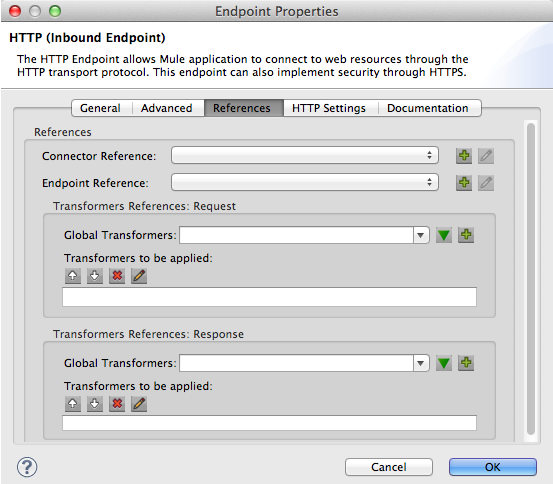 Endpoint Properties
HTTP (Inbound Endpoint)
The HTTP Endpoint allows Mule application to connect to web resources through the
HTTP transport protocol. This endpoint can also implement security through HTTPS.
General Advanced References HTTP Settings Documentation
References
Connector Reference:
Endpoint Reference:
Transformers References: Request
Global Transformers:
Transformers to be applied:
Transformers References: Response
Global Transformers:
Transformers to be applied:
? Cancel OK